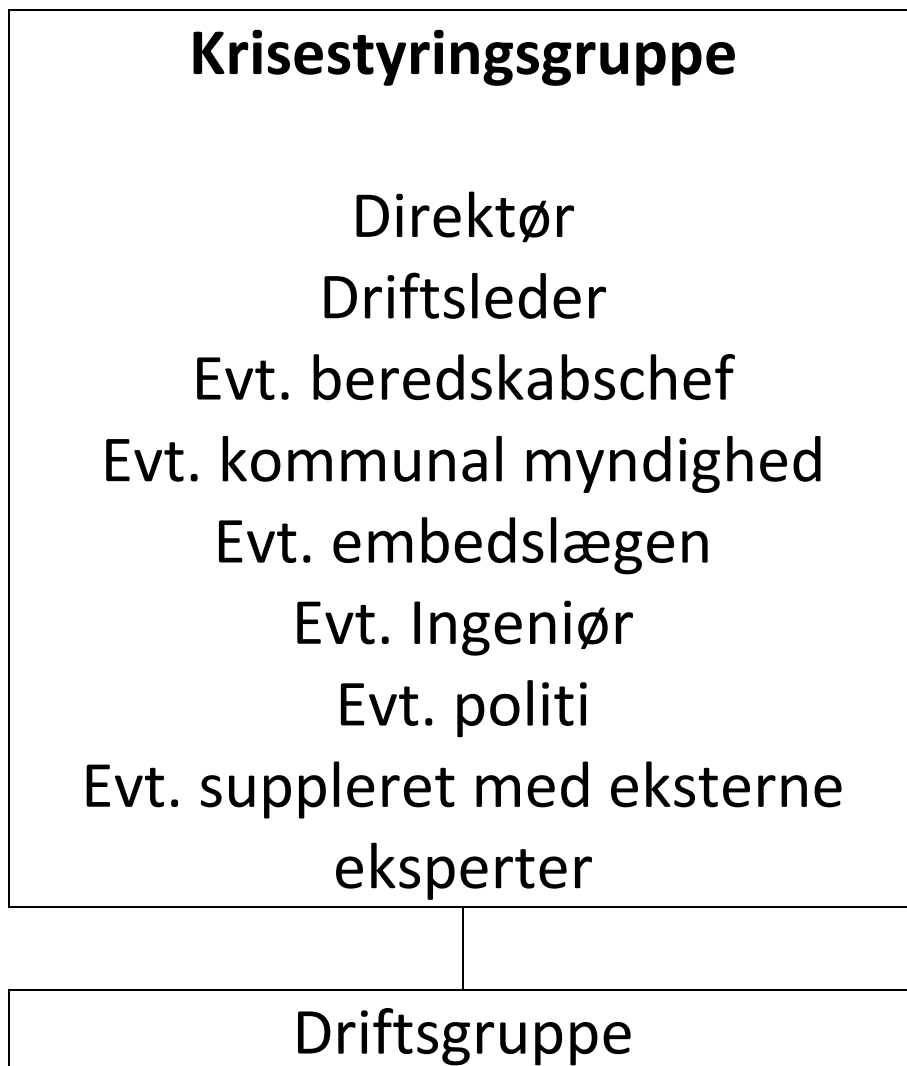 Krisestyringsgruppe
Direktør
Driftsleder
Evt. beredskabschef
Evt. kommunal myndighed
Evt. embedslægen
Evt. Ingeniør
Evt. politi
Evt. suppleret med eksterne
eksperter
Driftsgruppe